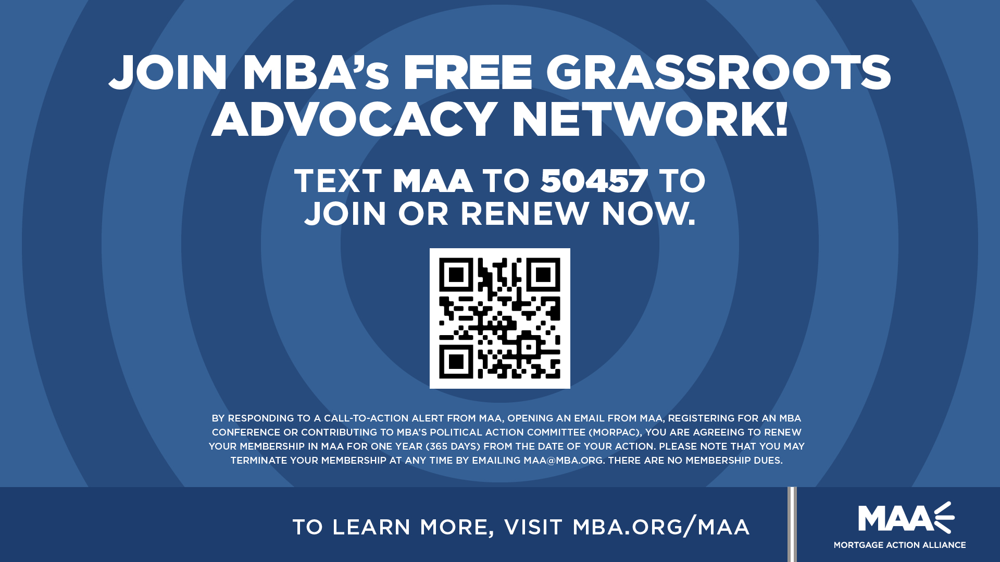 JOIN MBA's FREE GRASSROOTS
ADVOCACY NETWORK!
TEXT MAA TO 50457 TO
JOIN OR RENEW NOW.
BY RESPONDING TO A CALL-TO-ACTION ALERT FROM MAA, OPENING AN EMAIL FROM MAA, REGISTERING FOR AN MBA
CONFERENCE OR CONTRIBUTING TO MBA'S POLITICAL ACTION COMMITTEE (MORPAC), YOU ARE AGREEING TO RENEW
YOUR MEMBERSHIP IN MAA FOR ONE YEAR (365 DAYS) FROM THE DATE OF YOUR ACTION. PLEASE NOTE THAT YOU MAY
TERMINATE YOUR MEMBERSHIP AT ANY TIME BY EMAILING MAA@MBA.ORG. THERE ARE NO MEMBERSHIP DUES.
TO LEARN MORE, VISIT MBA.ORG/MAA
MAA
MORTGAGE ACTION ALLIANCE